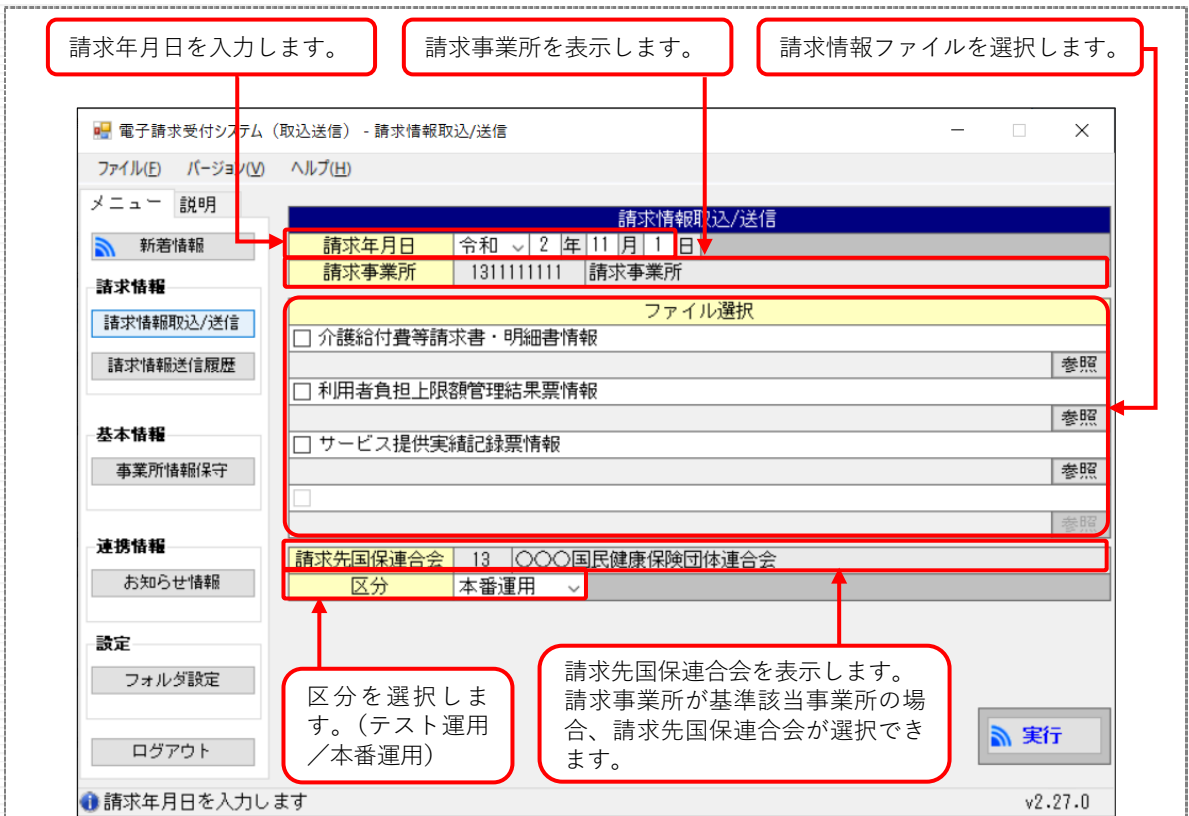 請求年月日を入力します。
請求事業所を表示します。
請求情報ファイルを選択します。
電子請求受付システム（取込送信） - 請求情報取込/送信
ファイル(F) バージョン(V) ヘルプ(H)
メニュー 説明
新着情報
請求情報
請求情報取込/送信
請求情報送信履歴
基本情報
事業所情報保守
連携情報
お知らせ情報
設定
フォルダ設定
ログアウト
請求情報取込/送信
請求年月日 令和 2 年 11 月 1 日
請求事業所 1311111111 請求事業所
ファイル選択
介護給付費等請求書・明細書情報
参照
利用者負担上限額管理結果票情報
参照
サービス提供実績記録票情報
参照
参照
請求先国保連合会 13 〇〇〇国民健康保険団体連合会
区分 本番運用
区分を選択しま
す。（テスト運用
／本番運用）
請求先国保連合会を表示します。
請求事業所が基準該当事業所の場
合、請求先国保連合会が選択でき
ます。
実行
請求年月日を入力します
v2.27.0